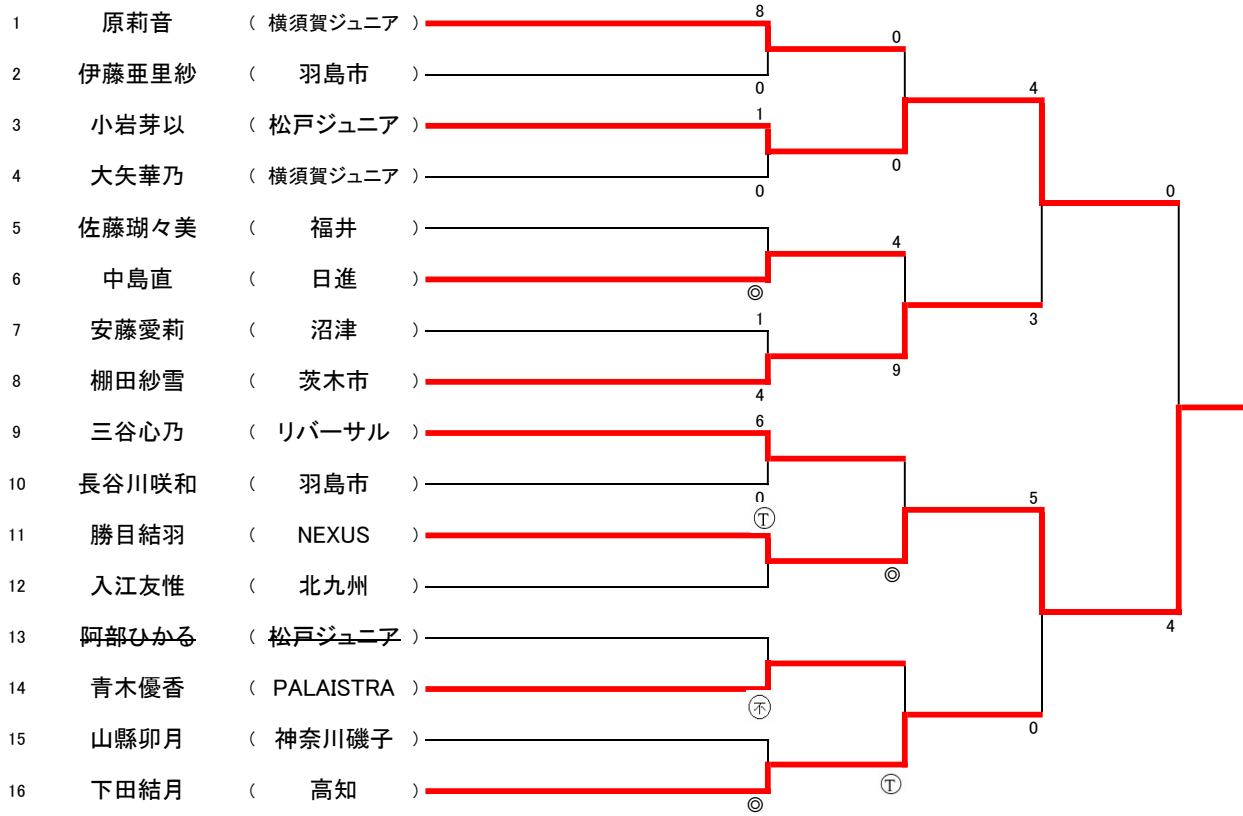 1 原莉音 ( 横須賀ジュニア ) 8
0
2 伊藤亜里紗 ( 羽島市 ) 0
4
3 小岩芽以 ( 松戸ジュニア ) 1
0
4 大矢華乃 ( 横須賀ジュニア ) 0
0
5 佐藤瑚々美 ( 福井 )
4
6 中島直 ( 日進 ) ◎
7 安藤愛莉 ( 沼津 ) 1
3
8 棚田紗雪 ( 茨木市 ) 4
9
9 三谷心乃 ( リバーサル ) 6
10 長谷川咲和 ( 羽島市 ) 0
5
11 勝目結羽 ( NEXUS ) Ⓣ
◎
12 入江友惟 ( 北九州 )
4
13 阿部ひかる ( 松戸ジュニア )
14 青木優香 ( PALAISTRA ) 不
0
15 山縣卯月 ( 神奈川磯子 )
Ⓣ
16 下田結月 ( 高知 ) ◎